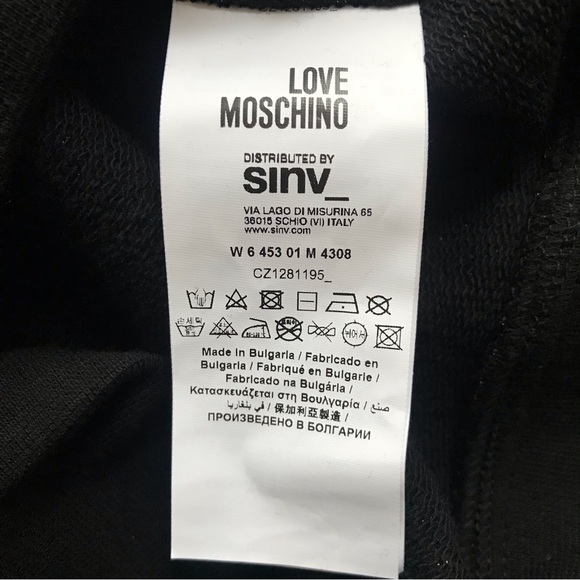 LOVE
MOSCHINO
DISTRIBUTED BY
sinv_
VIA LAGO DI MISURINA 65
36015 SCHIO (VI) ITALY
www.sinv.com
W 6 453 01 M 4308
CZ1281195_
Made in Bulgaria / Fabricado en
Bulgaria / Fabriqué en Bulgarie /
Fabricado na Bulgária /
Κατασκευάζεται στη Βουλγαρία / صنع
في بلغاريا / 保加利亞製造 /
ПРОИЗВЕДЕНО В БОЛГАРИИ